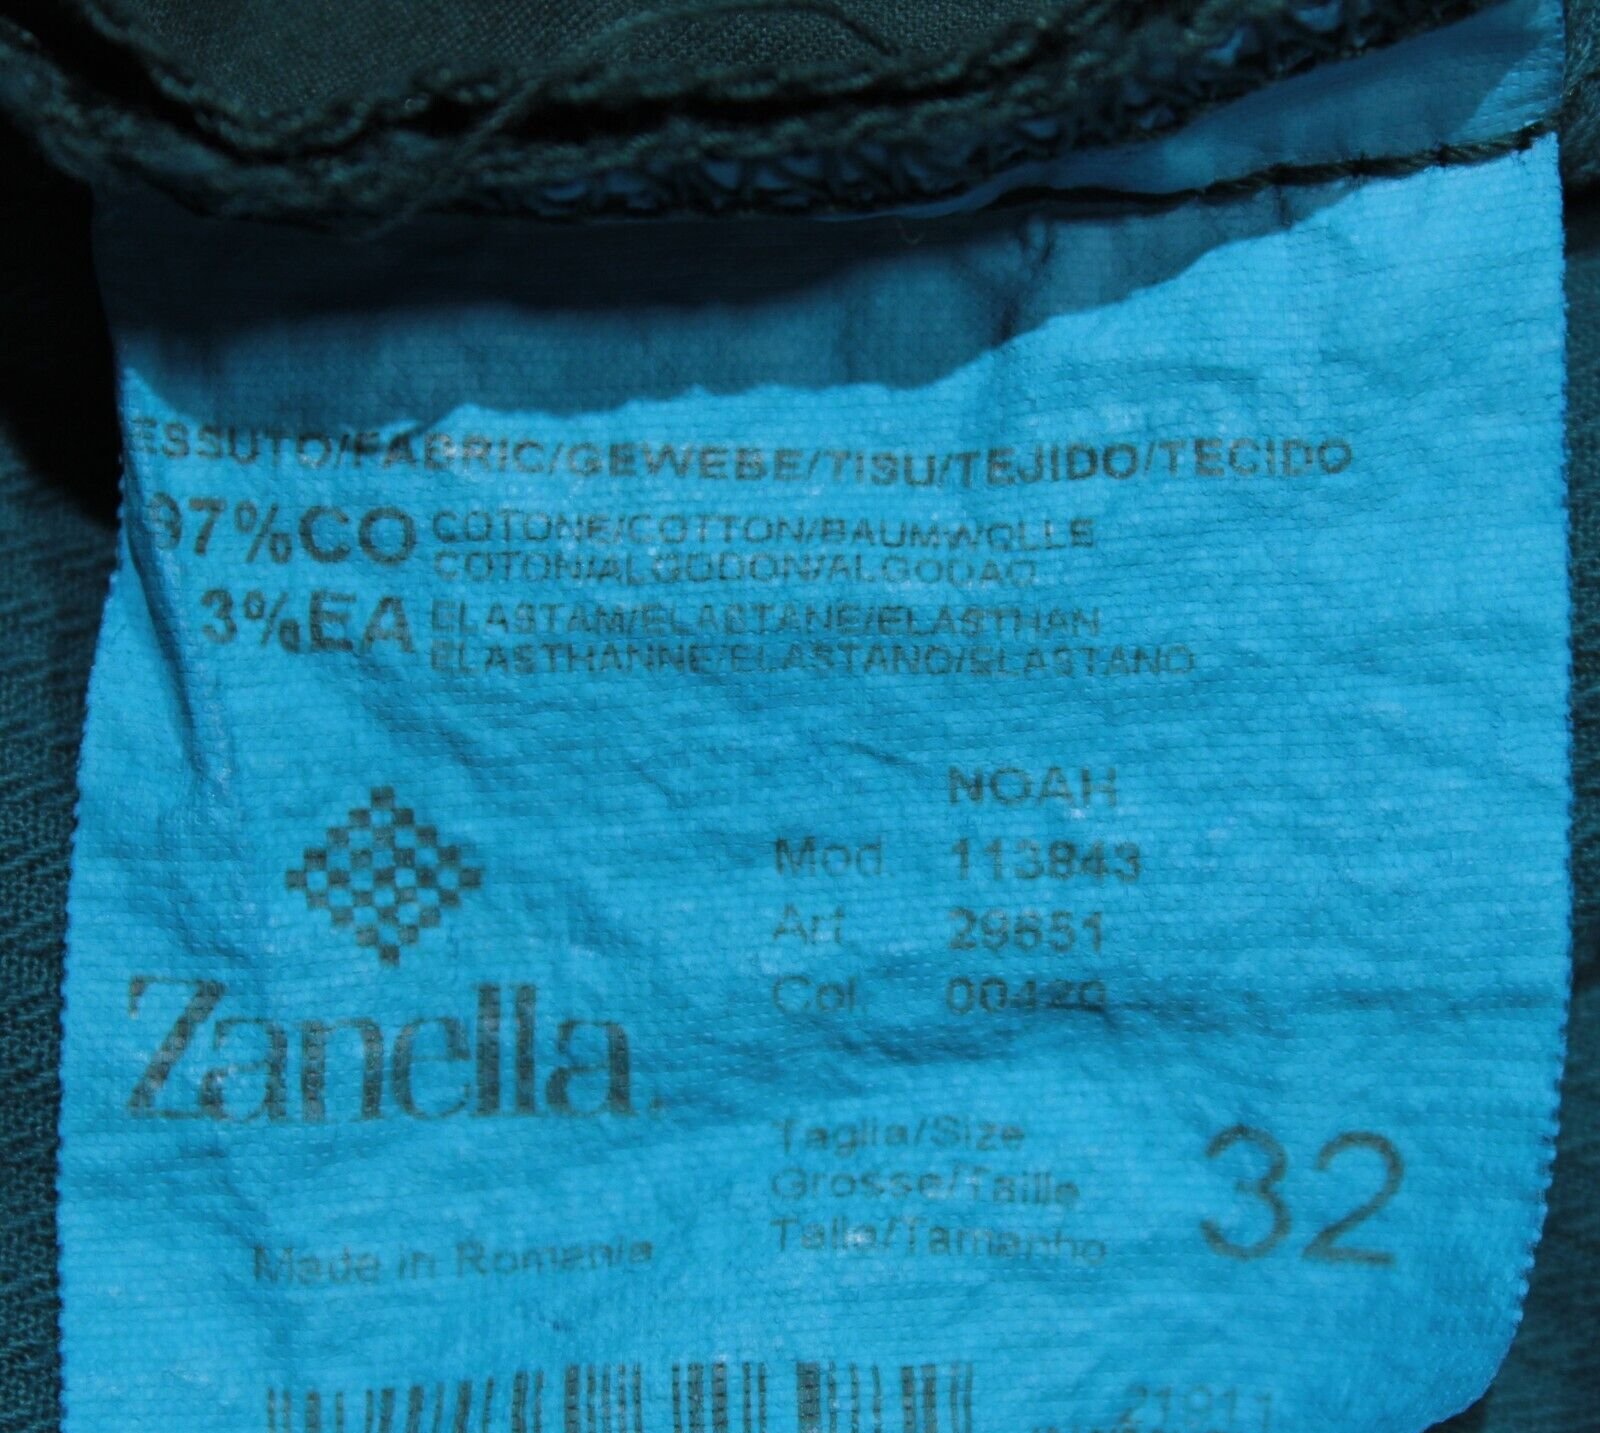 ESSUTO/FABRIC/GEWEBE/TISU/TEJIDO/TECIDO
97%CO COTONE/COTTON/BAUMWOLLE
COTON/ALGODON/ALGODAO
3%EA ELASTAM/ELASTANE/ELASTHAN
ELASTHANNE/ELASTANO/ELASTANO
NOAH
Mod. 113843
Art. 29651
Col.
Zanella
Taglia/Size
Grosse/Taille
Talle/Tamanho
32
Made in Romania